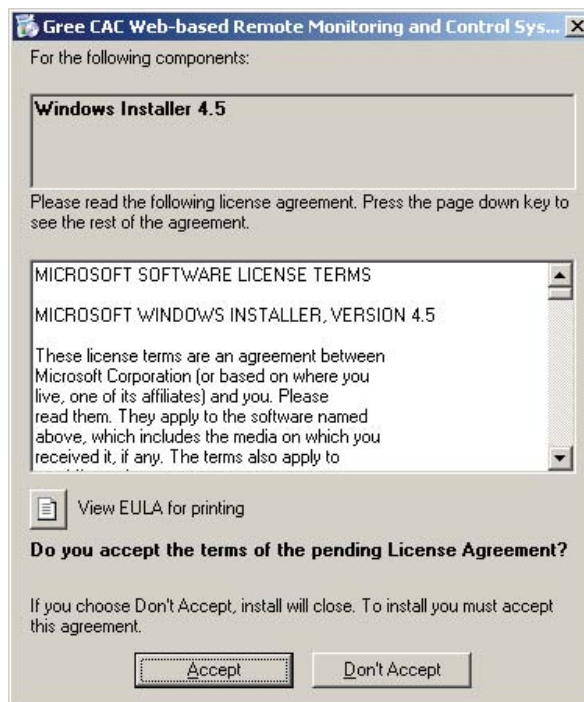 Gree CAC Web-based Remote Monitoring and Control Sys...
For the following components:
Windows Installer 4.5
Please read the following license agreement. Press the page down key to
see the rest of the agreement.
MICROSOFT SOFTWARE LICENSE TERMS
MICROSOFT WINDOWS INSTALLER, VERSION 4.5
These license terms are an agreement between
Microsoft Corporation (or based on where you
live, one of its affiliates) and you. Please
read them. They apply to the software named
above, which includes the media on which you
received it, if any. The terms also apply to
View EULA for printing
Do you accept the terms of the pending License Agreement?
If you choose Don't Accept, install will close. To install you must accept
this agreement.
Accept
Don't Accept